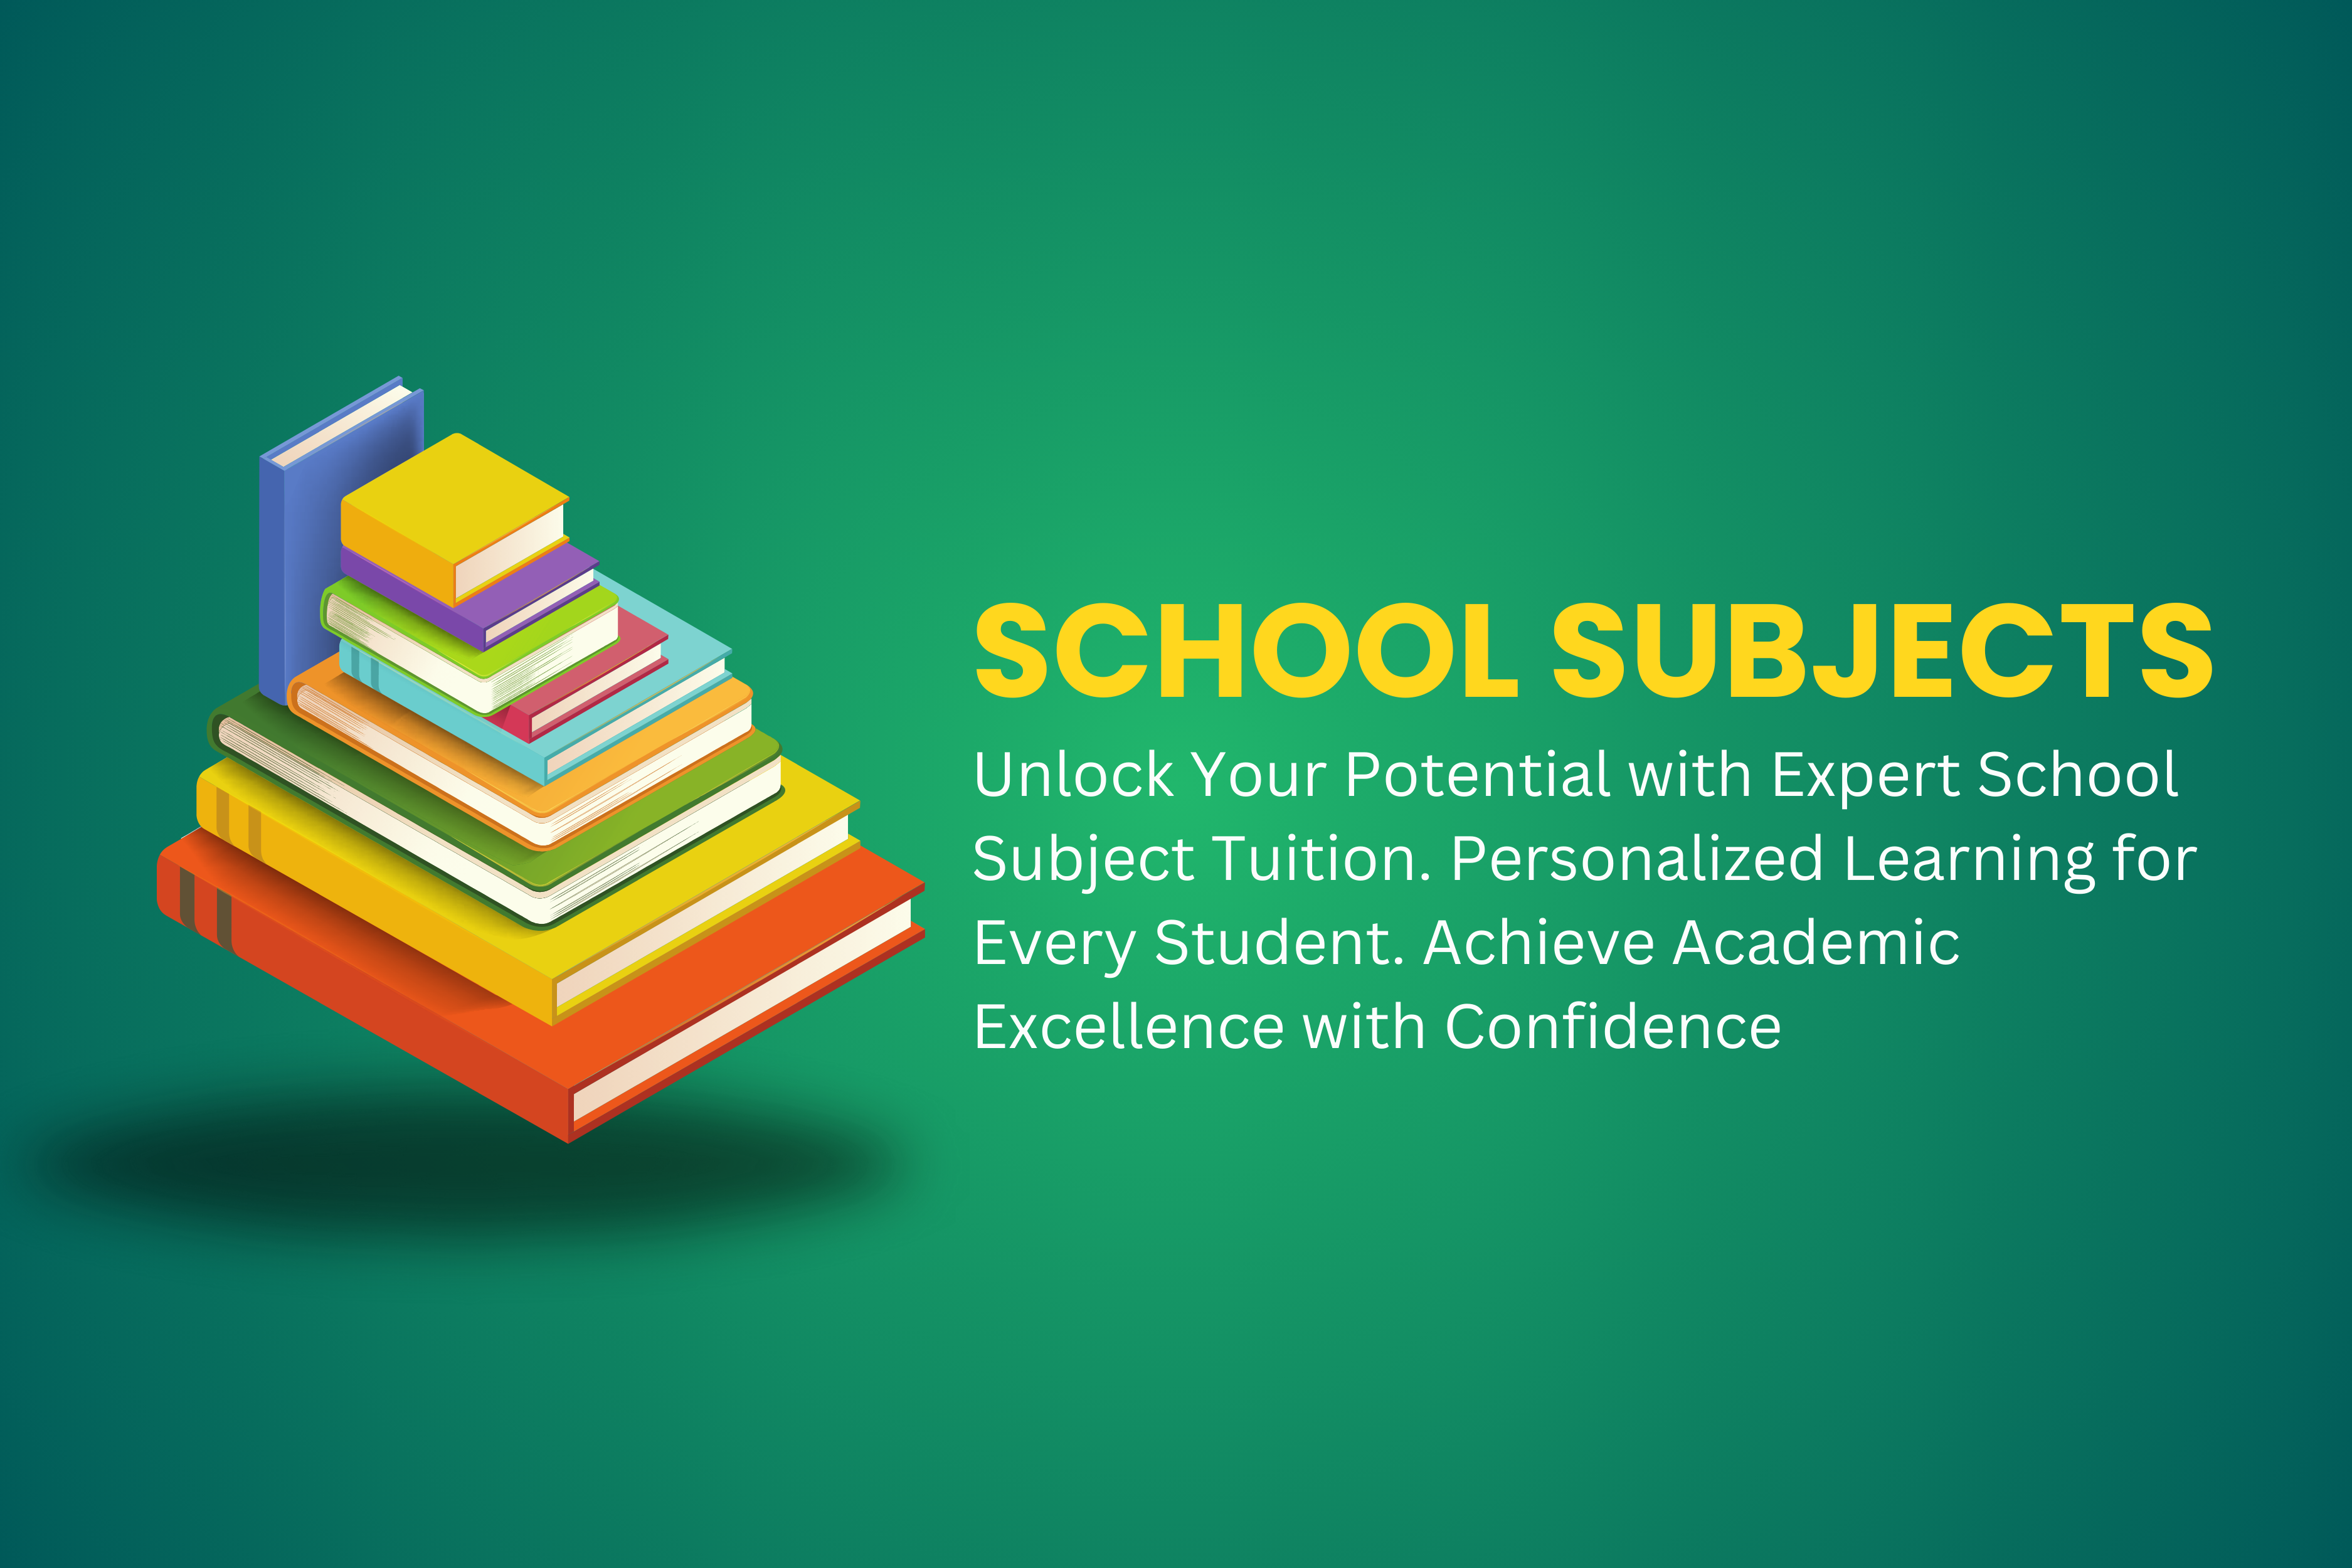 SCHOOL SUBJECTS
Unlock Your Potential with Expert School
Subject Tuition. Personalized Learning for
Every Student. Achieve Academic
Excellence with Confidence